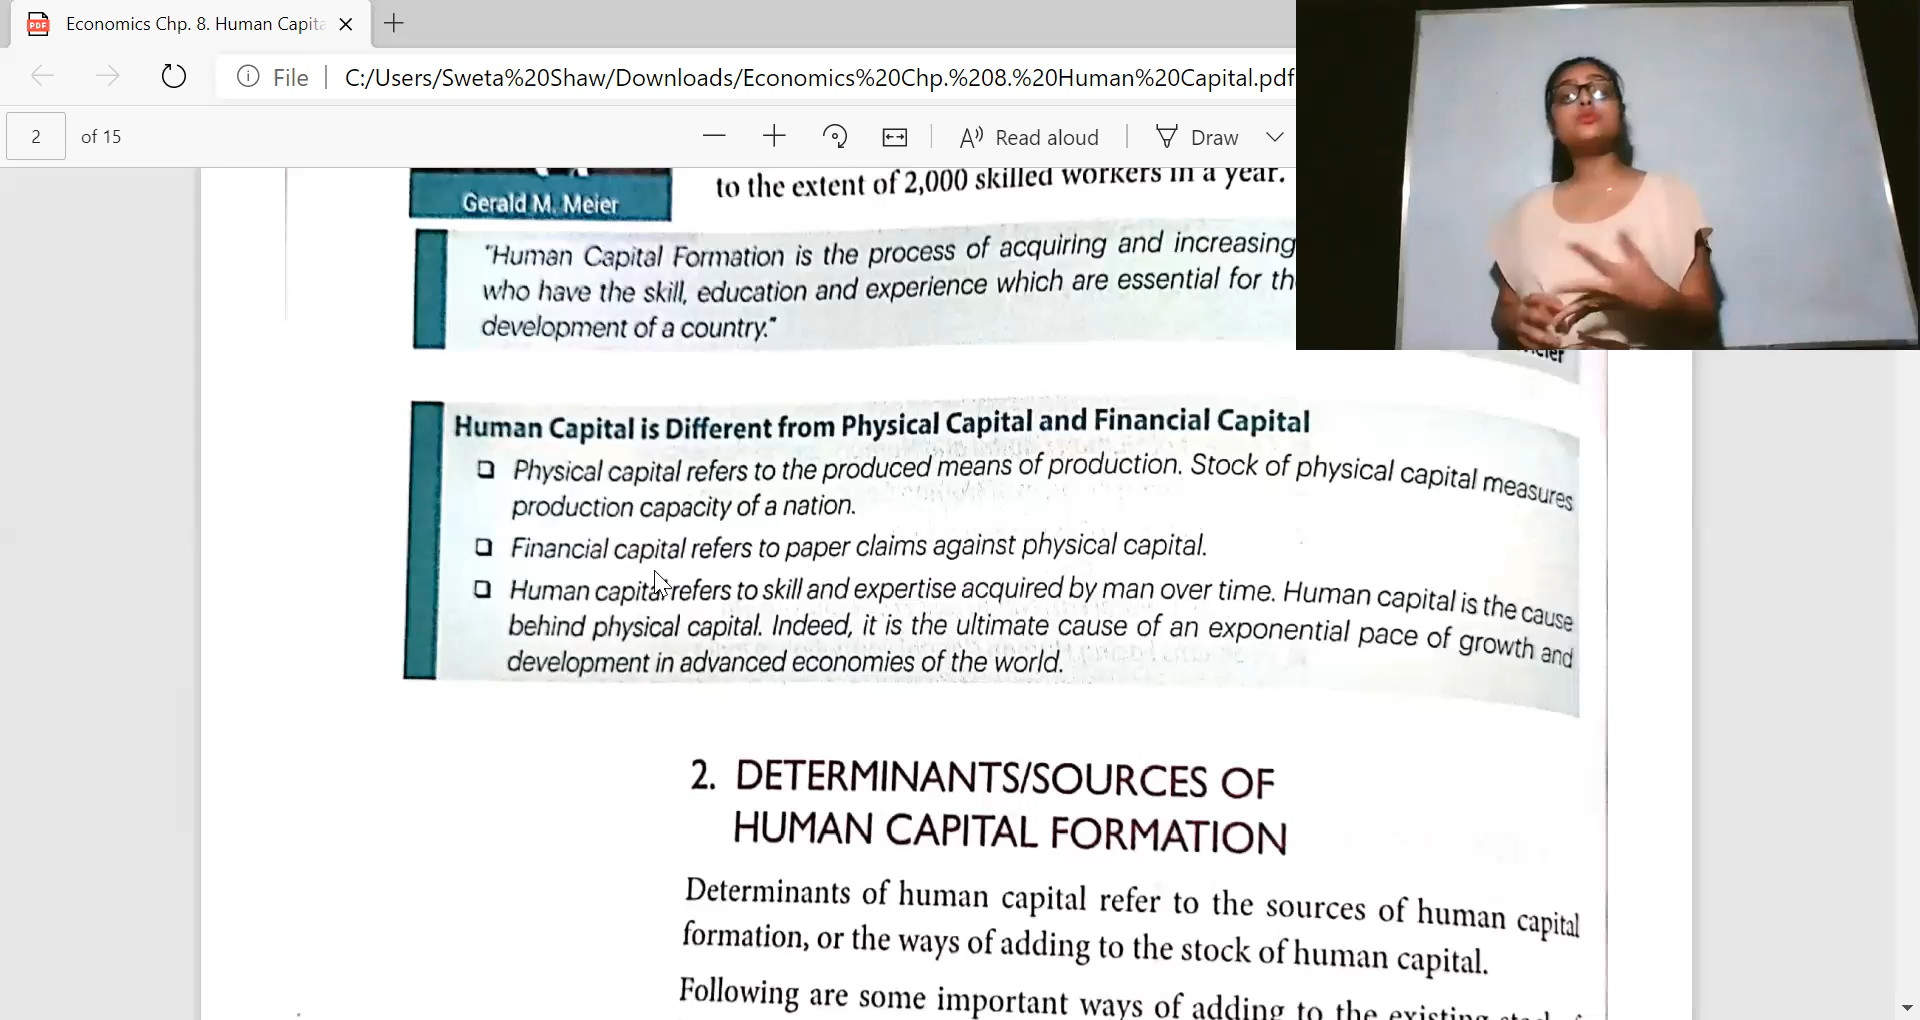 Economics Chp. 8. Human Capita
File
C:/Users/Sweta%20Shaw/Downloads/Economics%20Chp.%208.%20Human%20Capital.pdf
2
of 15
Read aloud
Draw
Gerald M. Meier
to the extent of 2,000 skilled workers in a year.
"Human Capital Formation is the process of acquiring and increasing
who have the skill, education and experience which are essential for th
development of a country."
Human Capital is Different from Physical Capital and Financial Capital
❑ Physical capital refers to the produced means of production. Stock of physical capital measures
production capacity of a nation.
❑ Financial capital refers to paper claims against physical capital.
❑ Human capital refers to skill and expertise acquired by man over time. Human capital is the cause
behind physical capital. Indeed, it is the ultimate cause of an exponential pace of growth and
development in advanced economies of the world.
2. DETERMINANTS/SOURCES OF
HUMAN CAPITAL FORMATION
Determinants of human capital refer to the sources of human capital
formation, or the ways of adding to the stock of human capital.
Following are some important ways of adding to the existing